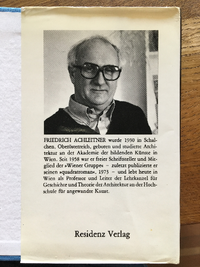 FRIEDRICH ACHLEITNER wurde 1930 in Schal-
chen, Oberösterreich, geboren und studierte Archi-
tektur an der Akademie der bildenden Künste in
Wien. Seit 1958 war er freier Schriftsteller und Mit-
glied der »Wiener Gruppe« – zuletzt publizierte er
seinen »quadratroman«, 1973 – und lebt heute in
Wien als Professor und Leiter der Lehrkanzel für
Geschichte und Theorie der Architektur an der Hoch-
schule für angewandte Kunst.
Residenz Verlag